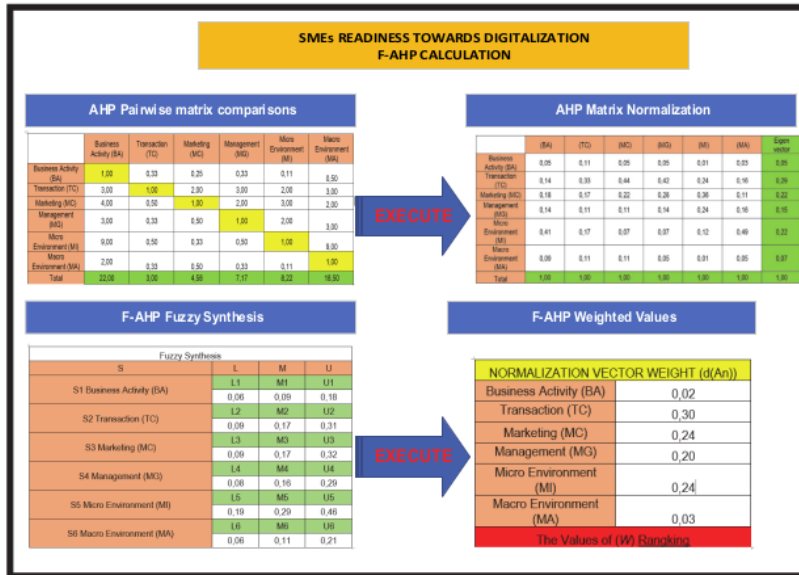 SMEs READINESS TOWARDS DIGITALIZATION
F-AHP CALCULATION
AHP Pairwise matrix comparisons
Business Activity (BA) Transaction (TC) Marketing (MC) Management (MG) Micro Environment (MI) Macro Environment (MA)
Business Activity (BA) 1,00 0,33 0,25 0,33 0,11 0,50
Transaction (TC) 3,00 1,00 2,00 3,00 2,00 3,00
Marketing (MC) 4,00 0,50 1,00 2,00 3,00 2,00
Management (MG) 3,00 0,33 0,50 1,00 2,00 3,00
Micro Environment (MI) 9,00 0,50 0,33 0,50 1,00 9,00
Macro Environment (MA) 2,00 0,33 0,50 0,33 0,11 1,00
Total 22,00 3,00 4,58 7,17 8,22 18,50
EXECUTE
AHP Matrix Normalization
(BA) (TC) (MC) (MG) (MI) (MA) Eigen vector
Business Activity (BA) 0,05 0,11 0,05 0,05 0,01 0,03 0,05
Transaction (TC) 0,14 0,33 0,44 0,42 0,24 0,16 0,29
Marketing (MC) 0,18 0,17 0,22 0,28 0,36 0,11 0,22
Management (MG) 0,14 0,11 0,11 0,14 0,24 0,16 0,15
Micro Environment (MI) 0,41 0,17 0,07 0,07 0,12 0,49 0,22
Macro Environment (MA) 0,09 0,11 0,11 0,05 0,01 0,05 0,07
Total 1,00 1,00 1,00 1,00 1,00 1,00 1,00
F-AHP Fuzzy Synthesis
Fuzzy Synthesis
S L M U
S1 Business Activity (BA) L1 M1 U1
0,06 0,09 0,18
S2 Transaction (TC) L2 M2 U2
0,09 0,17 0,31
S3 Marketing (MC) L3 M3 U3
0,09 0,17 0,32
S4 Management (MG) L4 M4 U4
0,08 0,16 0,29
S5 Micro Environment (MI) L5 M5 U5
0,19 0,29 0,46
S6 Macro Environment (MA) L6 M6 U6
0,06 0,11 0,21
EXECUTE
F-AHP Weighted Values
NORMALIZATION VECTOR WEIGHT (d(An))
Business Activity (BA) 0,02
Transaction (TC) 0,30
Marketing (MC) 0,24
Management (MG) 0,20
Micro Environment (MI) 0,24
Macro Environment (MA) 0,03
The Values of (W) Rangking